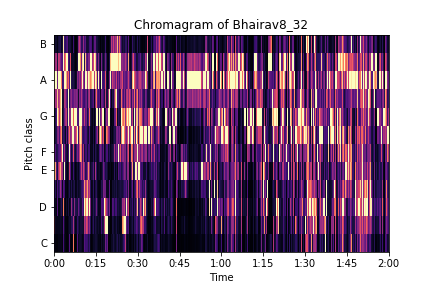 Chromagram of Bhairav8_32
B
A
G
F
E
D
C
Pitch class
0:00 0:15 0:30 0:45 1:00 1:15 1:30 1:45 2:00
Time